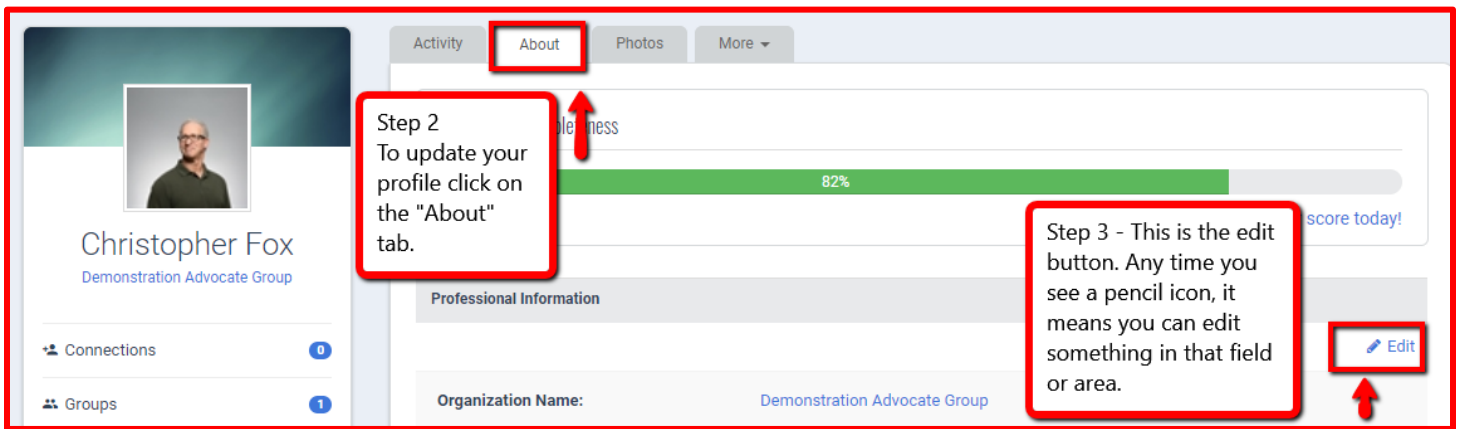 Activity
About
Photos
More
Step 2
To update your
profile click on
the "About"
tab.
82%
score today!
Step 3 - This is the edit
button. Any time you
see a pencil icon, it
means you can edit
something in that field
or area.
Christopher Fox
Demonstration Advocate Group
Connections 0
Groups 1
Professional Information
Edit
Organization Name: Demonstration Advocate Group